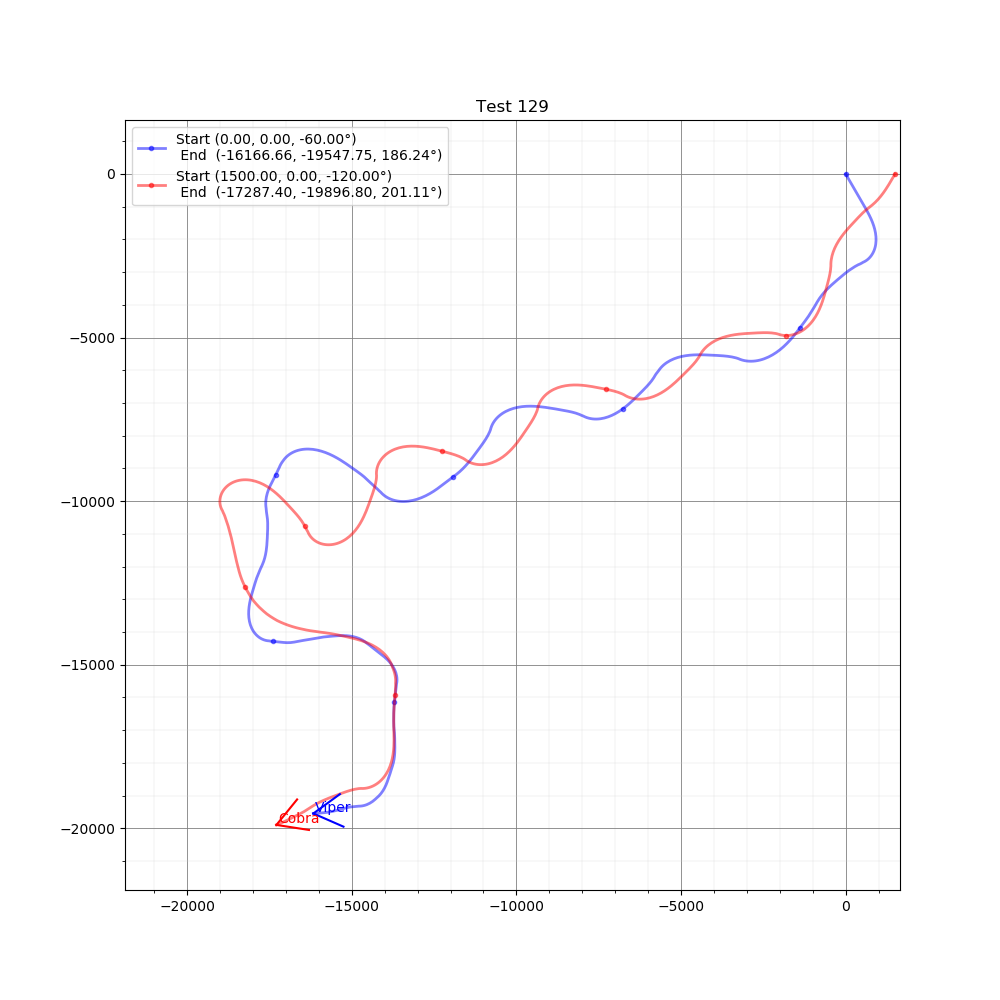 Test 129
Start (0.00, 0.00, -60.00°)
End (-16166.66, -19547.75, 186.24°)
Start (1500.00, 0.00, -120.00°)
End (-17287.40, -19896.80, 201.11°)
0
−5000
−10000
−15000
−20000
Viper
Cobra
−20000 −15000 −10000 −5000 0